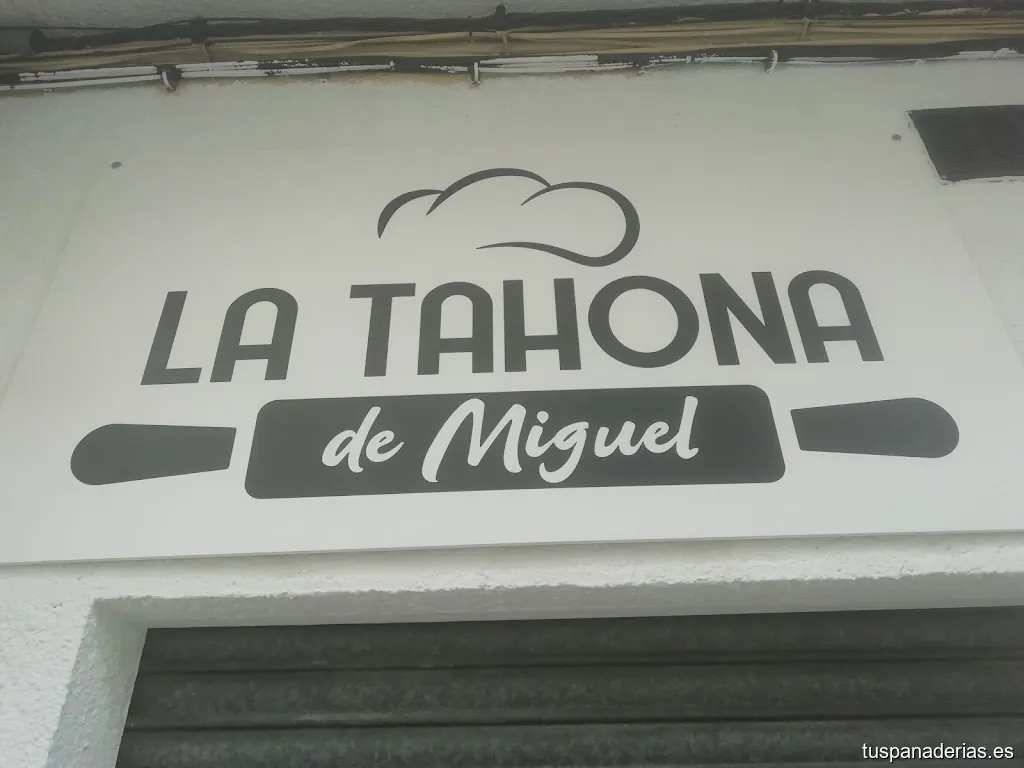 LA TAHONA
de Miguel
tuspanaderias.es